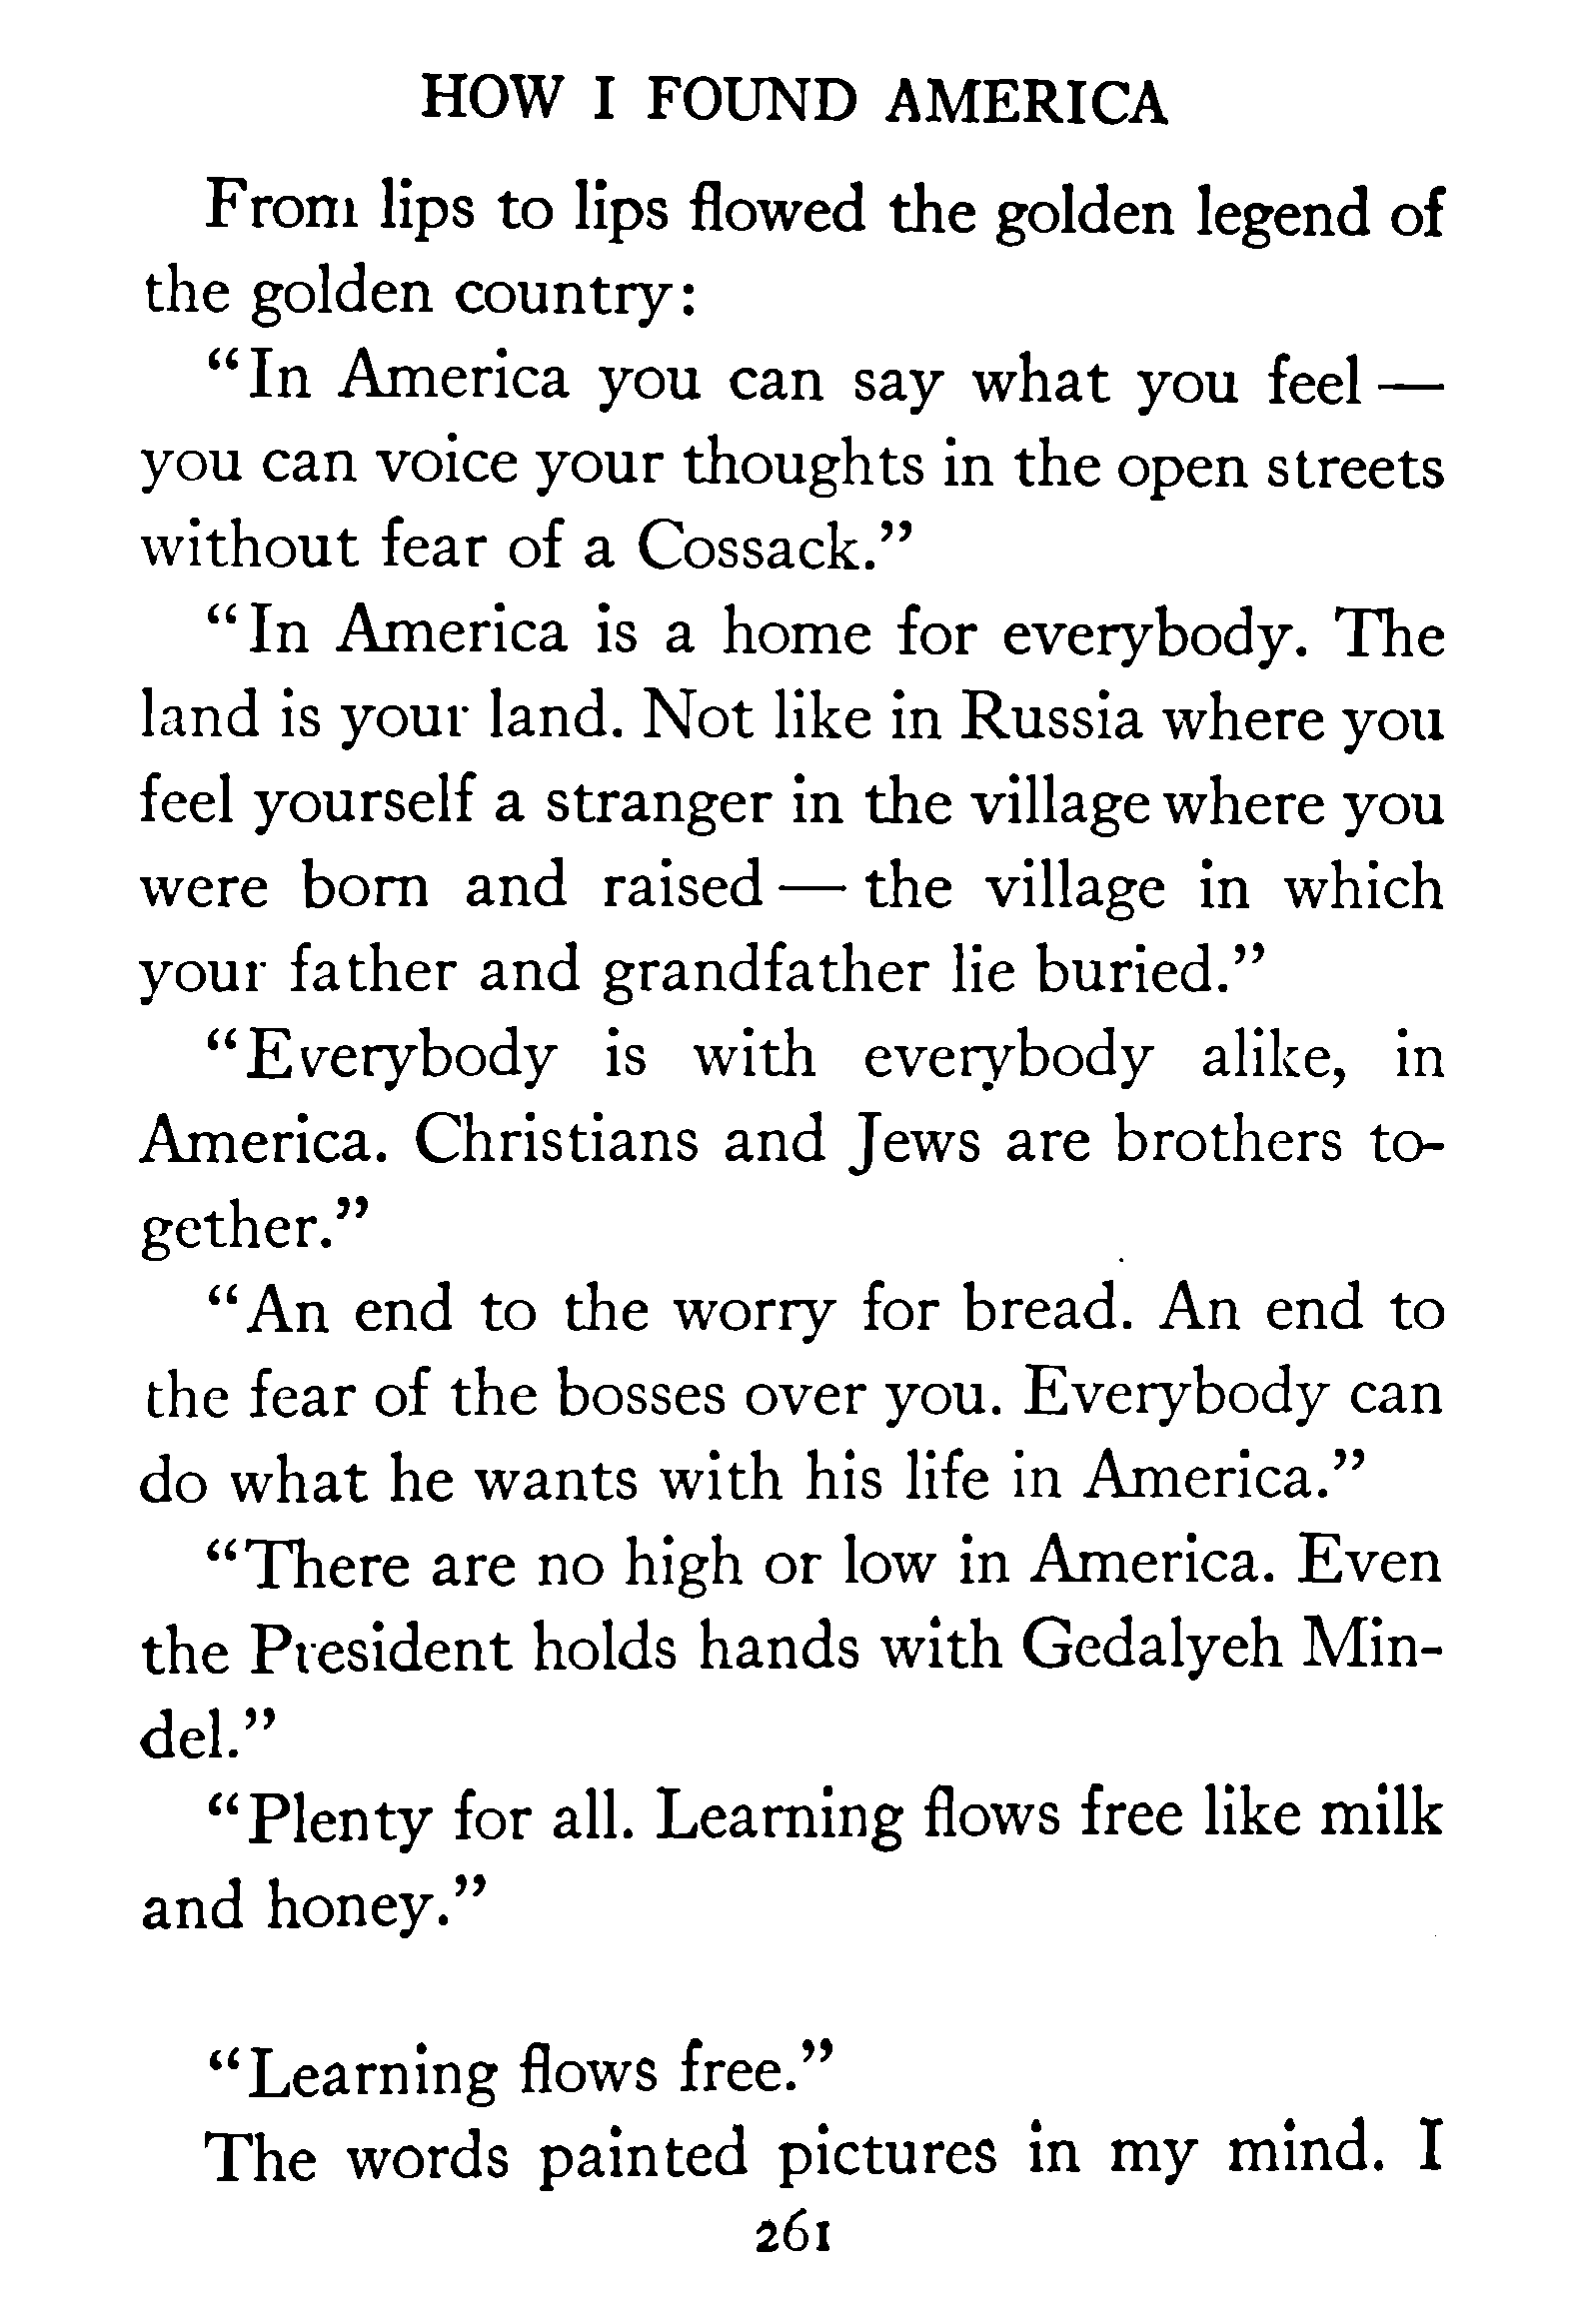 HOW I FOUND AMERICA
From lips to lips flowed the golden legend of
the golden country:
“In America you can say what you feel —
you can voice your thoughts in the open streets
without fear of a Cossack.”
“In America is a home for everybody. The
land is your land. Not like in Russia where you
feel yourself a stranger in the village where you
were born and raised — the village in which
your father and grandfather lie buried.”
“Everybody is with everybody alike, in
America. Christians and Jews are brothers to-
gether.”
“An end to the worry for bread. An end to
the fear of the bosses over you. Everybody can
do what he wants with his life in America.”
“There are no high or low in America. Even
the President holds hands with Gedalyeh Min-
del.”
“Plenty for all. Learning flows free like milk
and honey.”
“Learning flows free.”
The words painted pictures in my mind. I
261